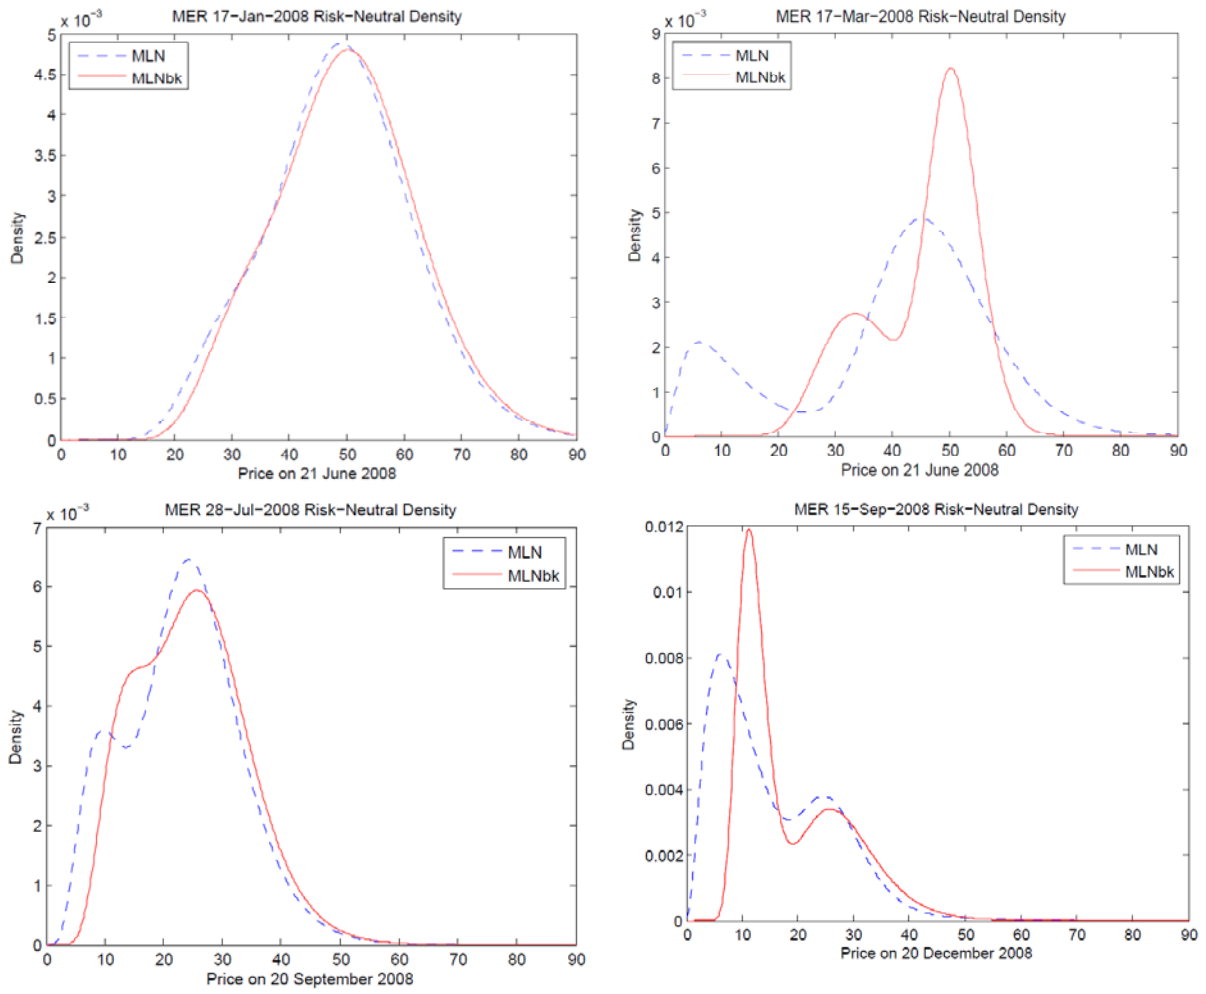 MER 17−Jan−2008 Risk−Neutral Density
x 10⁻³
5
4.5
4
3.5
3
2.5
2
1.5
1
0.5
0
Density
MLN
MLNbk
0 10 20 30 40 50 60 70 80 90
Price on 21 June 2008
MER 17−Mar−2008 Risk−Neutral Density
x 10⁻³
9
8
7
6
5
4
3
2
1
0
Density
MLN
MLNbk
0 10 20 30 40 50 60 70 80 90
Price on 21 June 2008
MER 28−Jul−2008 Risk−Neutral Density
x 10⁻³
7
6
5
4
3
2
1
0
Density
MLN
MLNbk
0 10 20 30 40 50 60 70 80 90
Price on 20 September 2008
MER 15−Sep−2008 Risk−Neutral Density
0.012
0.01
0.008
0.006
0.004
0.002
0
Density
MLN
MLNbk
0 10 20 30 40 50 60 70 80 90
Price on 20 December 2008